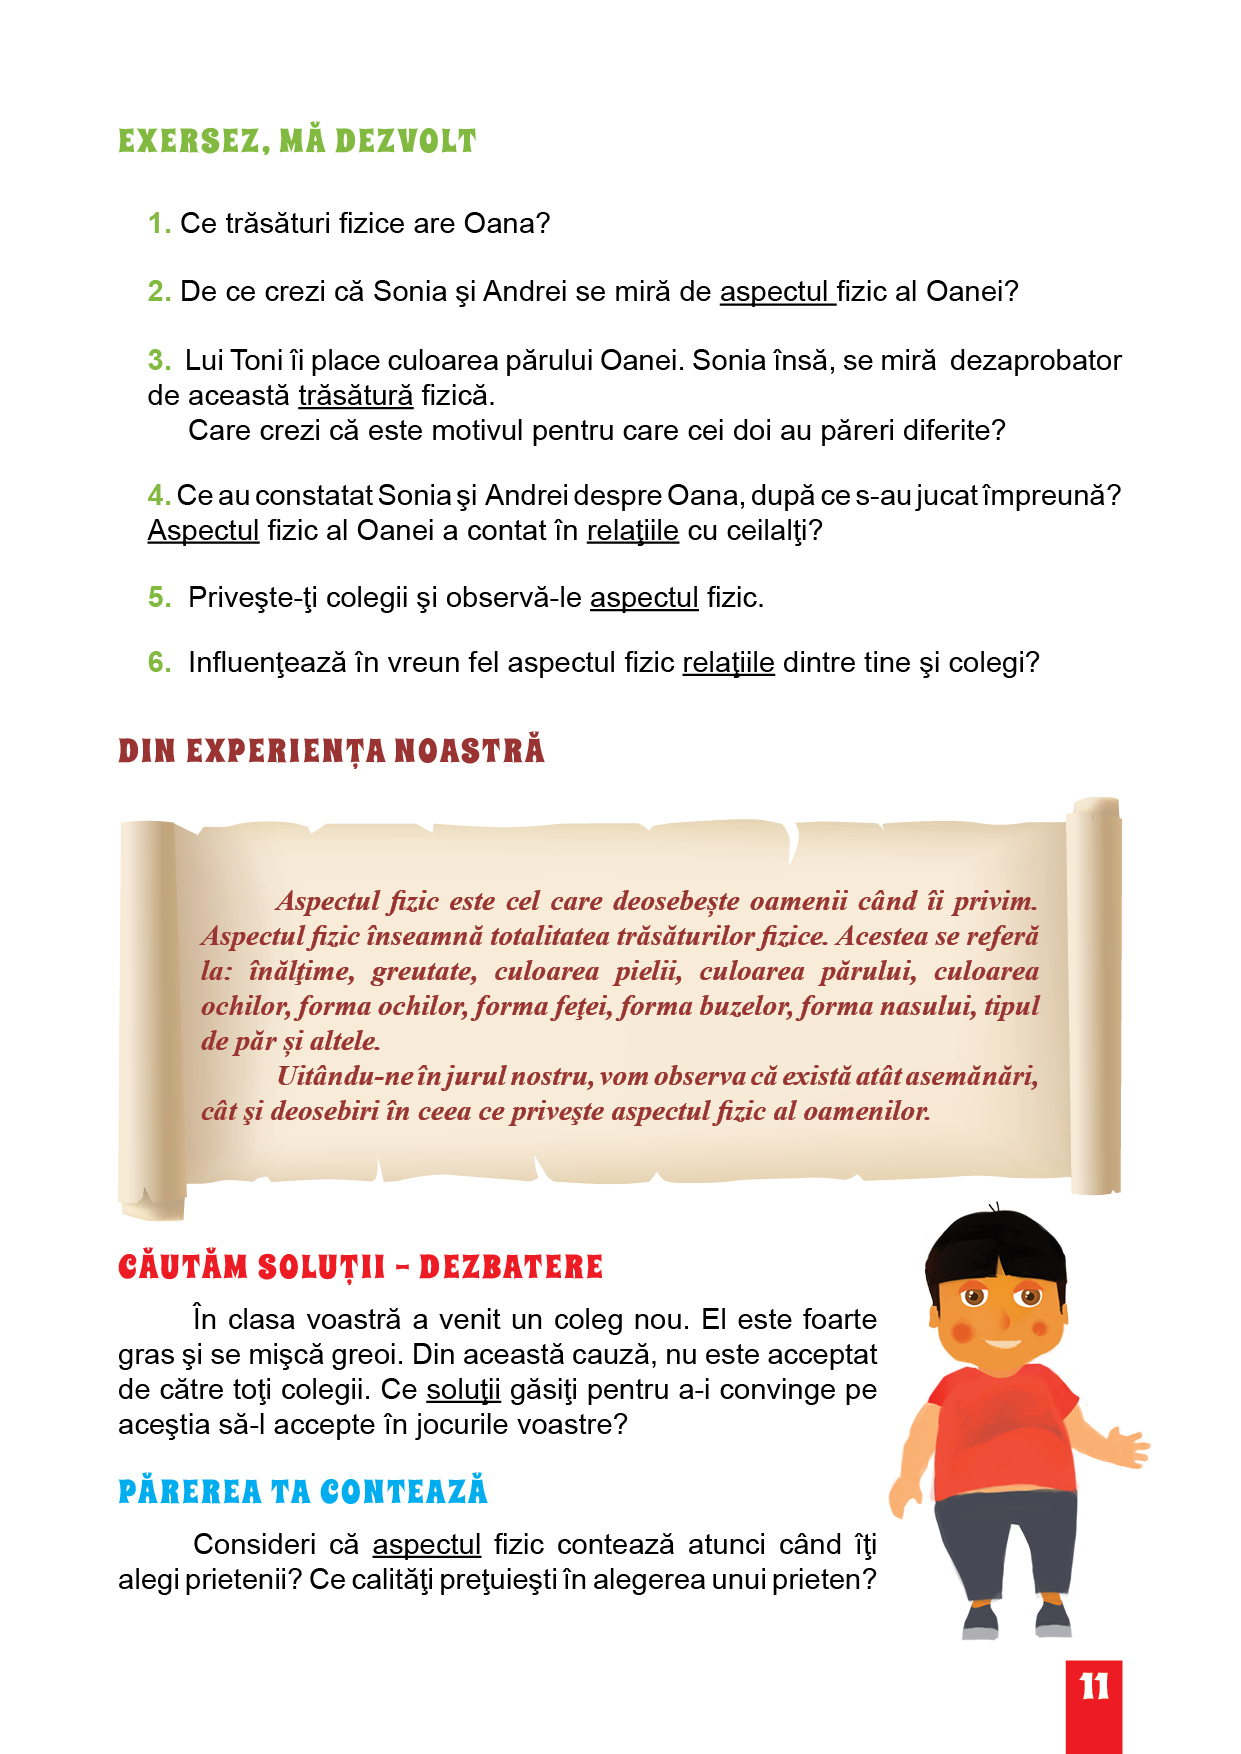 EXERSEZ, MĂ DEZVOLT
1. Ce trăsături fizice are Oana?
2. De ce crezi că Sonia şi Andrei se miră de aspectul fizic al Oanei?
3. Lui Toni îi place culoarea părului Oanei. Sonia însă, se miră dezaprobator
de această trăsătură fizică.
Care crezi că este motivul pentru care cei doi au păreri diferite?
4. Ce au constatat Sonia şi Andrei despre Oana, după ce s-au jucat împreună?
Aspectul fizic al Oanei a contat în relaţiile cu ceilalţi?
5. Priveşte-ţi colegii şi observă-le aspectul fizic.
6. Influenţează în vreun fel aspectul fizic relaţiile dintre tine şi colegi?
DIN EXPERIENȚA NOASTRĂ
Aspectul fizic este cel care deosebește oamenii când îi privim.
Aspectul fizic înseamnă totalitatea trăsăturilor fizice. Acestea se referă
la: înălţime, greutate, culoarea pielii, culoarea părului, culoarea
ochilor, forma ochilor, forma feţei, forma buzelor, forma nasului, tipul
de păr și altele.
Uitându-ne în jurul nostru, vom observa că există atât asemănări,
cât şi deosebiri în ceea ce priveşte aspectul fizic al oamenilor.
CĂUTĂM SOLUȚII - DEZBATERE
În clasa voastră a venit un coleg nou. El este foarte
gras şi se mişcă greoi. Din această cauză, nu este acceptat
de către toţi colegii. Ce soluţii găsiţi pentru a-i convinge pe
aceştia să-l accepte în jocurile voastre?
PĂREREA TA CONTEAZĂ
Consideri că aspectul fizic contează atunci când îţi
alegi prietenii? Ce calităţi preţuieşti în alegerea unui prieten?
11